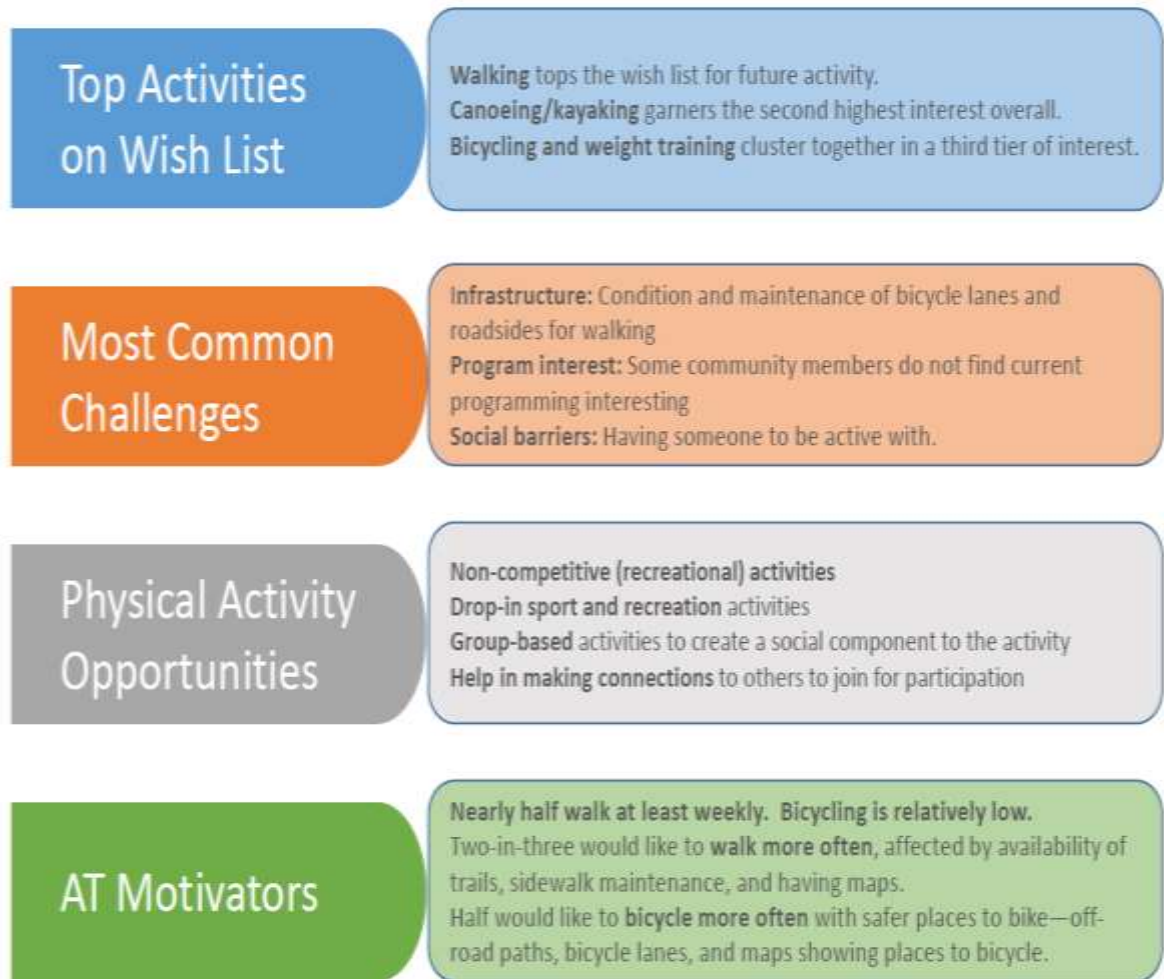 Top Activities
on Wish List
Walking tops the wish list for future activity.
Canoeing/kayaking garners the second highest interest overall.
Bicycling and weight training cluster together in a third tier of interest.
Most Common
Challenges
Infrastructure: Condition and maintenance of bicycle lanes and
roadsides for walking
Program interest: Some community members do not find current
programming interesting
Social barriers: Having someone to be active with.
Physical Activity
Opportunities
Non-competitive (recreational) activities
Drop-in sport and recreation activities
Group-based activities to create a social component to the activity
Help in making connections to others to join for participation
AT Motivators
Nearly half walk at least weekly.  Bicycling is relatively low.
Two-in-three would like to walk more often, affected by availability of
trails, sidewalk maintenance, and having maps.
Half would like to bicycle more often with safer places to bike—off-
road paths, bicycle lanes, and maps showing places to bicycle.